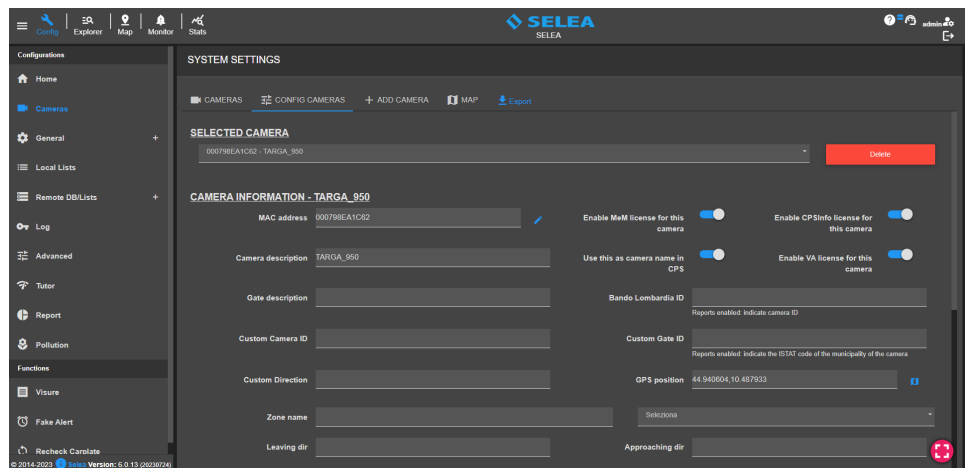 Config Explorer Map Monitor Stats
SELEA
SELEA
admin
Configurations
Home
Cameras
General +
Local Lists
Remote DB/Lists +
Log
Advanced
Tutor
Report
Pollution
Functions
Visure
Fake Alert
Recheck Carplate
© 2014-2023 Selea Version: 6.0.13 (20230724)
SYSTEM SETTINGS
CAMERAS CONFIG CAMERAS + ADD CAMERA MAP Export
SELECTED CAMERA
000798EA1C62 - TARGA_950 Delete
CAMERA INFORMATION - TARGA_950
MAC address 000798EA1C62 Enable MeM license for this Enable CPSInfo license for
camera this camera
Camera description TARGA_950 Use this as camera name in Enable VA license for this
CPS camera
Gate description Bando Lombardia ID
Reports enabled: indicate camera ID
Custom Camera ID Custom Gate ID
Reports enabled: indicate the ISTAT code of the municipality of the camera
Custom Direction GPS position 44.940604,10.487933
Zone name Seleziona
Leaving dir Approaching dir